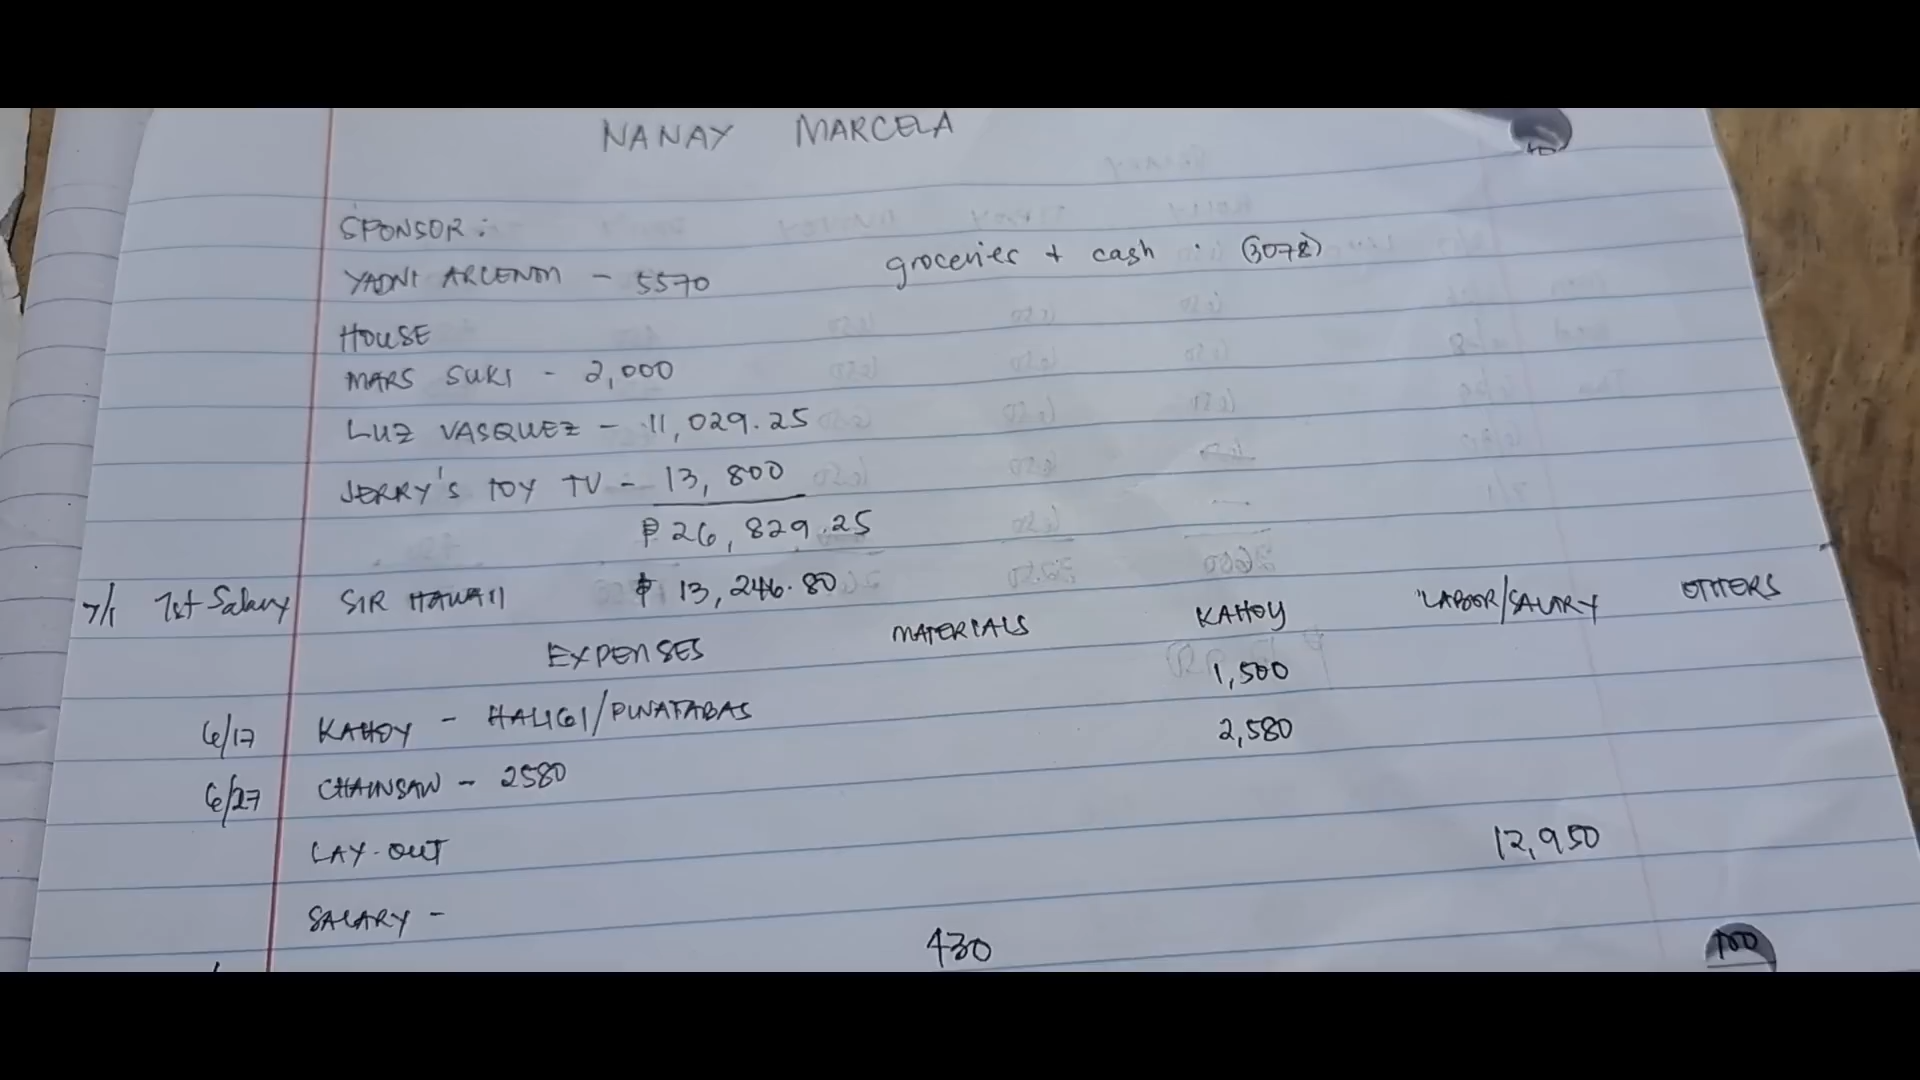 NANAY MARCELA
SPONSOR:
YADNI ARCENM - 5570 groceries + cash : (3078)
HOUSE
MARS SUKI - 2,000
LUZ VASQUEZ - 11,029.25
JERRY'S TOY TV - 13,800
₱ 26,829.25
7/1 1st Salary SIR HAWAII ₱ 13,246.80
EXPENSES MATERIALS KAHOY LABOR/SALARY OTHERS
6/17 KAHOY - HALIGI/PWATABAS 1,500
6/27 CHAINSAW - 2580 2,580
LAY-OUT
SALARY - 12,950
430